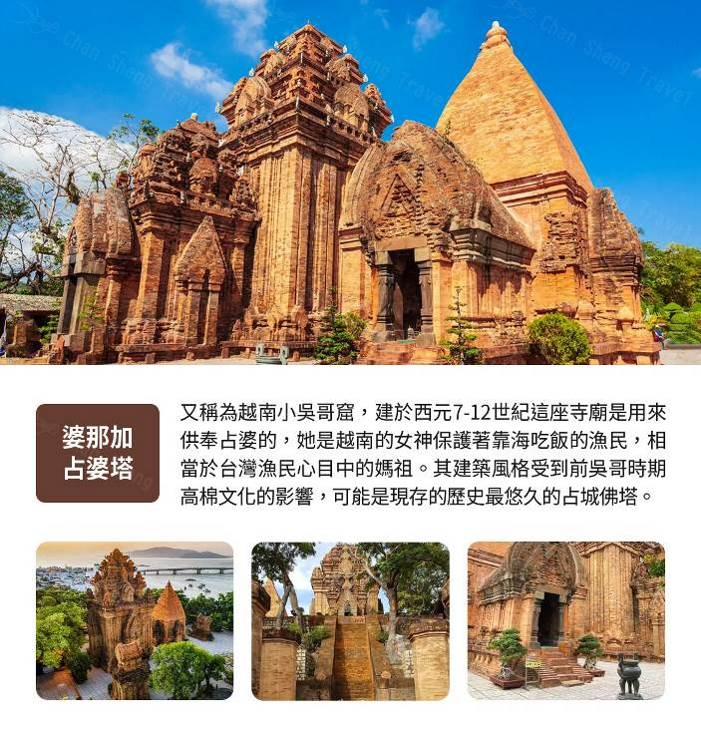 Chan Sheng Travel
婆那加
占婆塔
又稱為越南小吳哥窟，建於西元7-12世紀這座寺廟是用來
供奉占婆的，她是越南的女神保護著靠海吃飯的漁民，相
當於台灣漁民心目中的媽祖。其建築風格受到前吳哥時期
高棉文化的影響，可能是現存的歷史最悠久的占城佛塔。